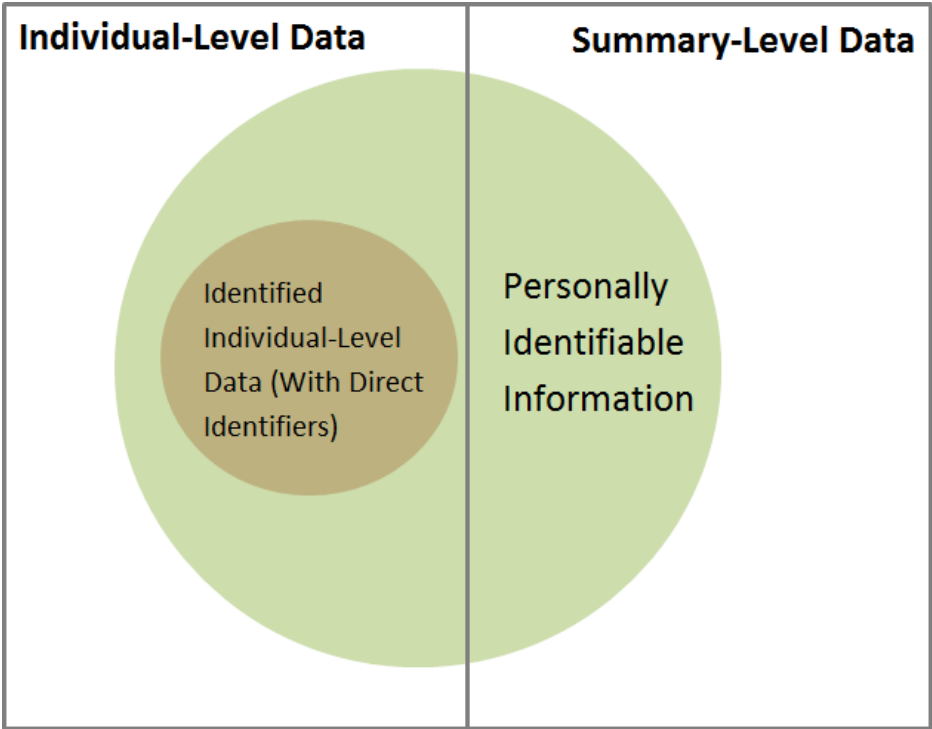 Individual-Level Data
Summary-Level Data
Identified
Individual-Level
Data (With Direct
Identifiers)
Personally
Identifiable
Information